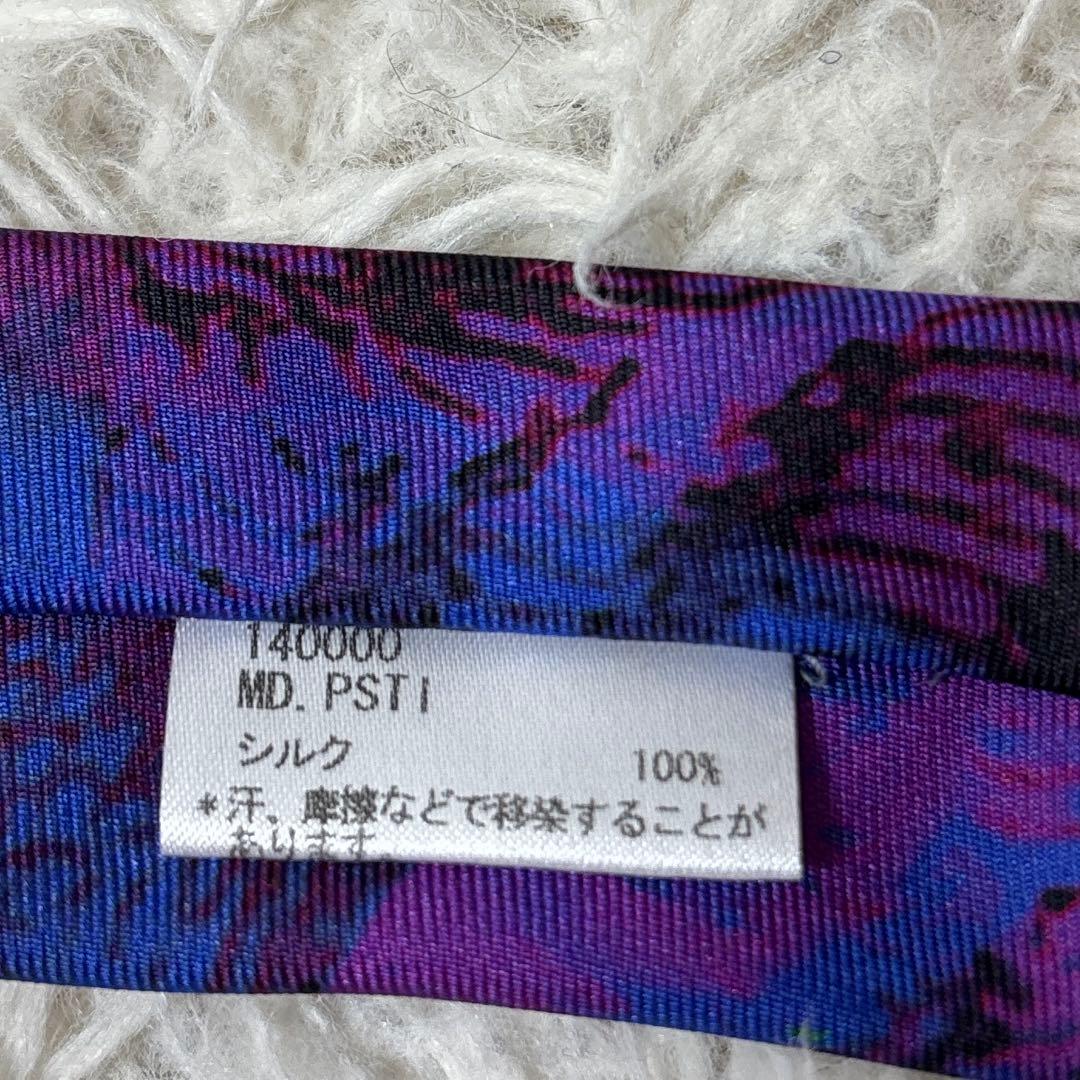 140000
MD. PSTI
シルク 100%
*汗、摩擦などで移染することが
あります